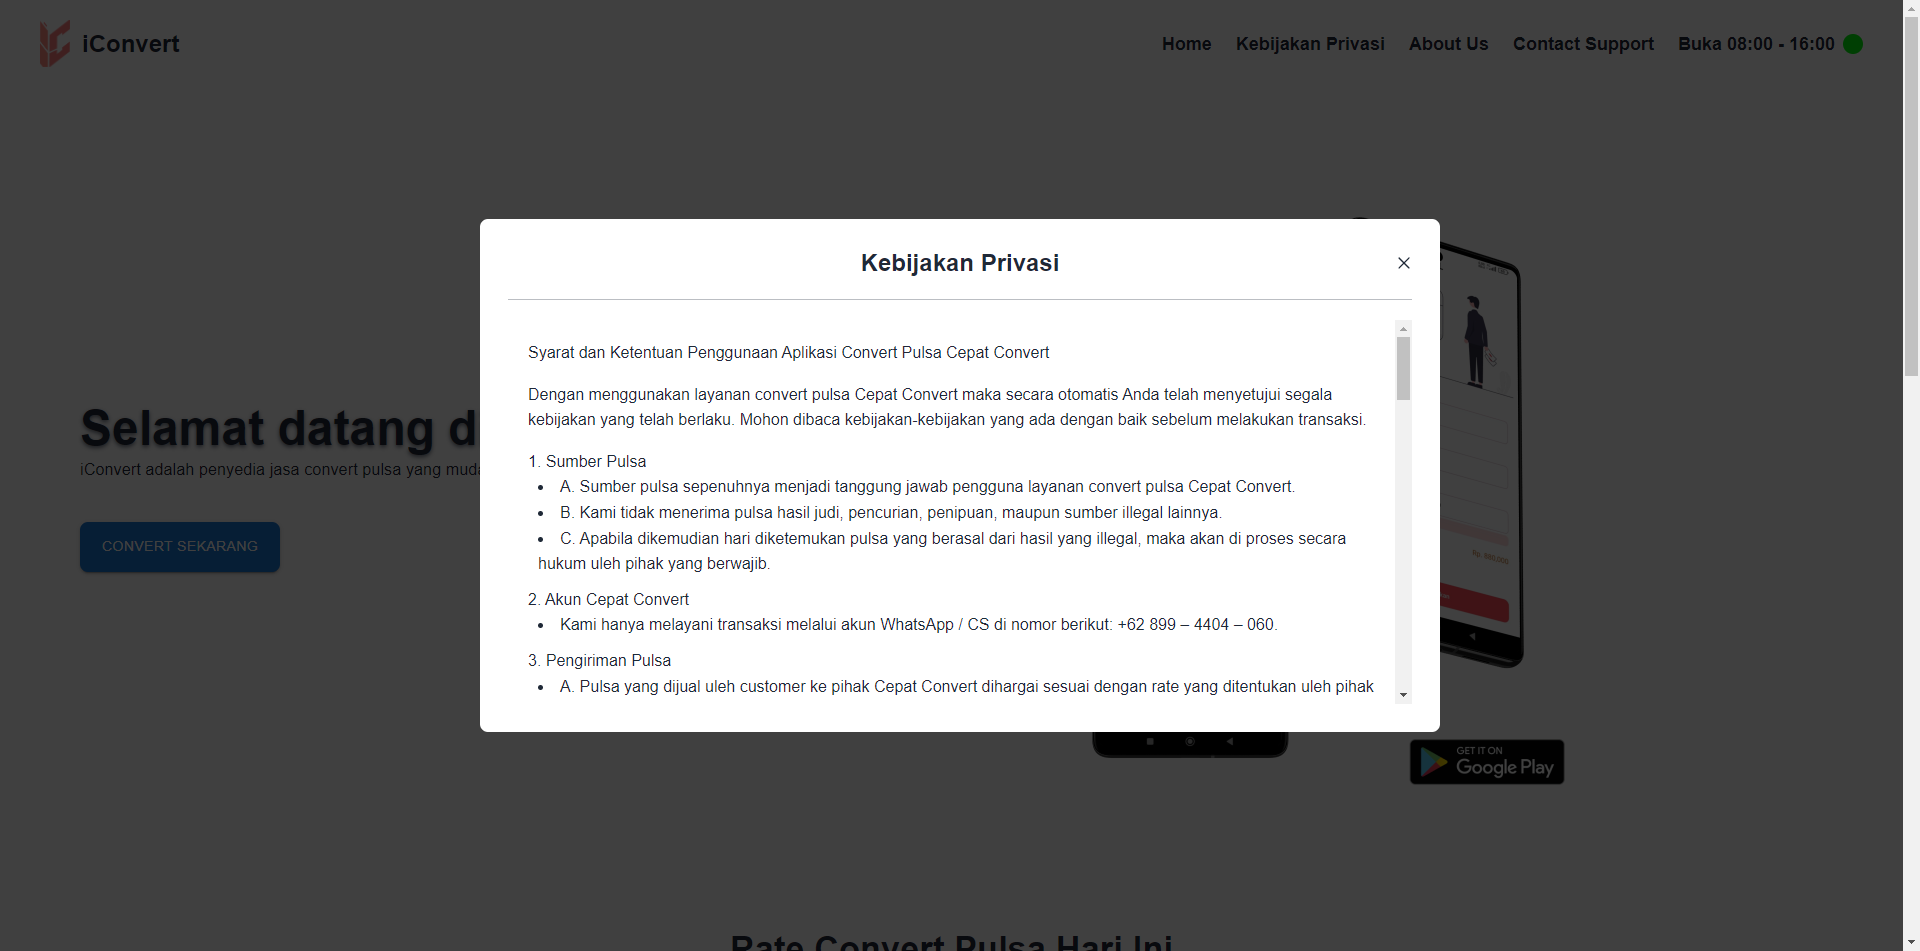 iConvert
Home
Kebijakan Privasi
About Us
Contact Support
Buka 08:00 - 16:00
Kebijakan Privasi
Syarat dan Ketentuan Penggunaan Aplikasi Convert Pulsa Cepat Convert
Dengan menggunakan layanan convert pulsa Cepat Convert maka secara otomatis Anda telah menyetujui segala
kebijakan yang telah berlaku. Mohon dibaca kebijakan-kebijakan yang ada dengan baik sebelum melakukan transaksi.
1. Sumber Pulsa
• A. Sumber pulsa sepenuhnya menjadi tanggung jawab pengguna layanan convert pulsa Cepat Convert.
• B. Kami tidak menerima pulsa hasil judi, pencurian, penipuan, maupun sumber illegal lainnya.
• C. Apabila dikemudian hari diketemukan pulsa yang berasal dari hasil yang illegal, maka akan di proses secara
hukum uleh pihak yang berwajib.
2. Akun Cepat Convert
• Kami hanya melayani transaksi melalui akun WhatsApp / CS di nomor berikut: +62 899 – 4404 – 060.
3. Pengiriman Pulsa
• A. Pulsa yang dijual uleh customer ke pihak Cepat Convert dihargai sesuai dengan rate yang ditentukan uleh pihak
Selamat datang d
iConvert adalah penyedia jasa convert pulsa yang muda
CONVERT SEKARANG
Rp. 880.000
GET IT ON
Google Play
Rate Convert Pulsa Hari Ini